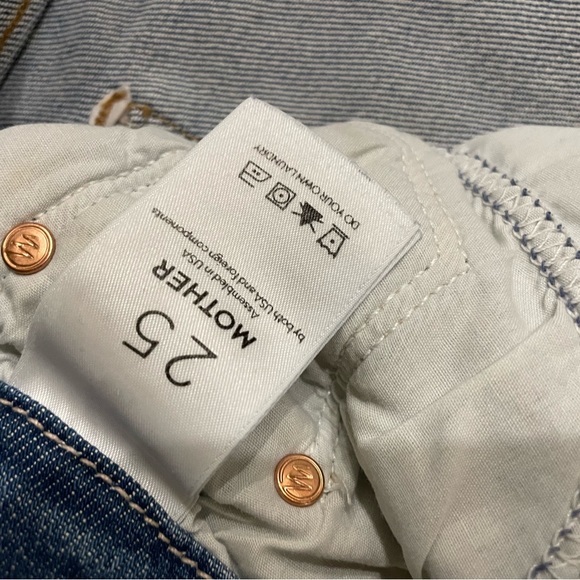 25
MOTHER
Assembled in USA
by both USA and foreign components
DO YOUR OWN LAUNDRY
M
M